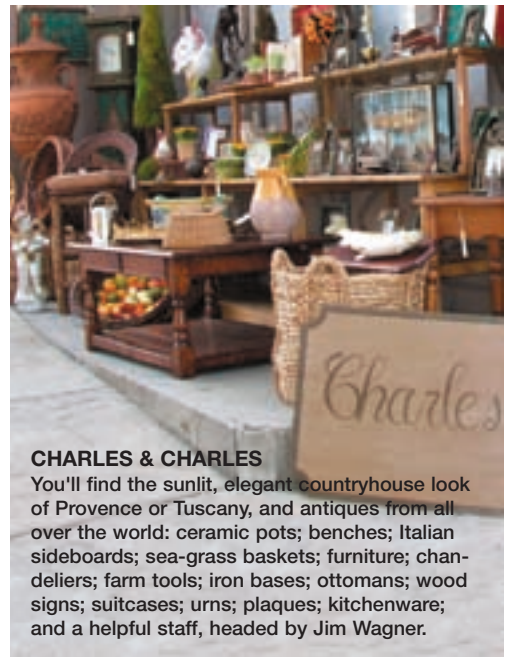 Charles
CHARLES & CHARLES
You'll find the sunlit, elegant countryhouse look
of Provence or Tuscany, and antiques from all
over the world: ceramic pots; benches; Italian
sideboards; sea-grass baskets; furniture; chan-
deliers; farm tools; iron bases; ottomans; wood
signs; suitcases; urns; plaques; kitchenware;
and a helpful staff, headed by Jim Wagner.